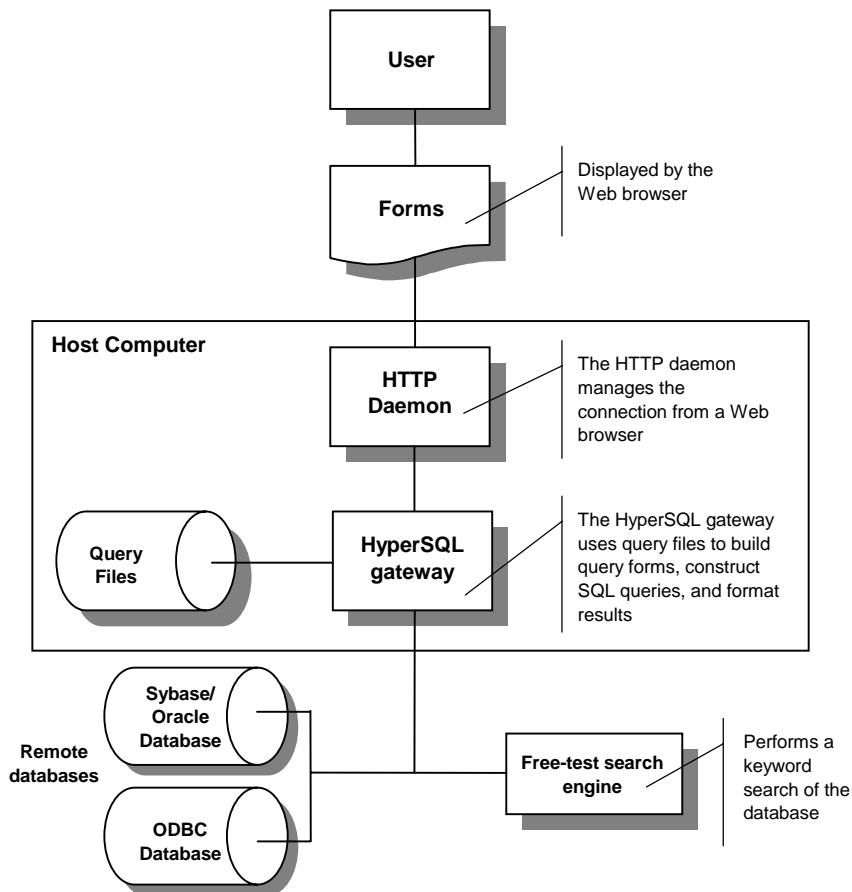 User
Forms
Displayed by the
Web browser
Host Computer
HTTP
Daemon
The HTTP daemon
manages the
connection from a Web
browser
Query
Files
HyperSQL
gateway
The HyperSQL gateway
uses query files to build
query forms, construct
SQL queries, and format
results
Remote
databases
Sybase/
Oracle
Database
ODBC
Database
Free-test search
engine
Performs a
keyword
search of the
database